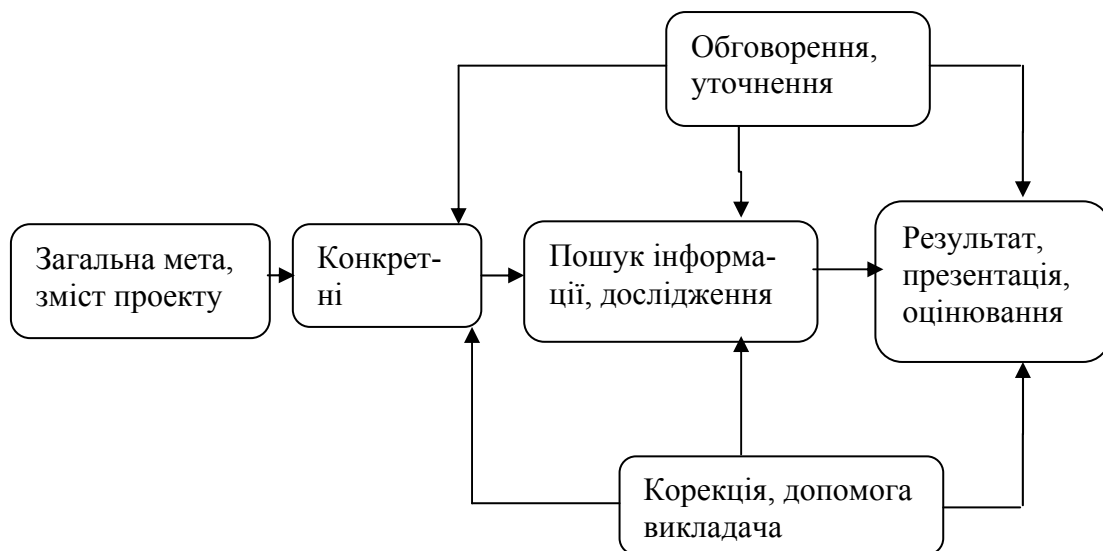 Обговорення,
уточнення
Загальна мета,
зміст проекту
Конкрет-
ні
Пошук інформа-
ції, дослідження
Результат,
презентація,
оцінювання
Корекція, допомога
викладача